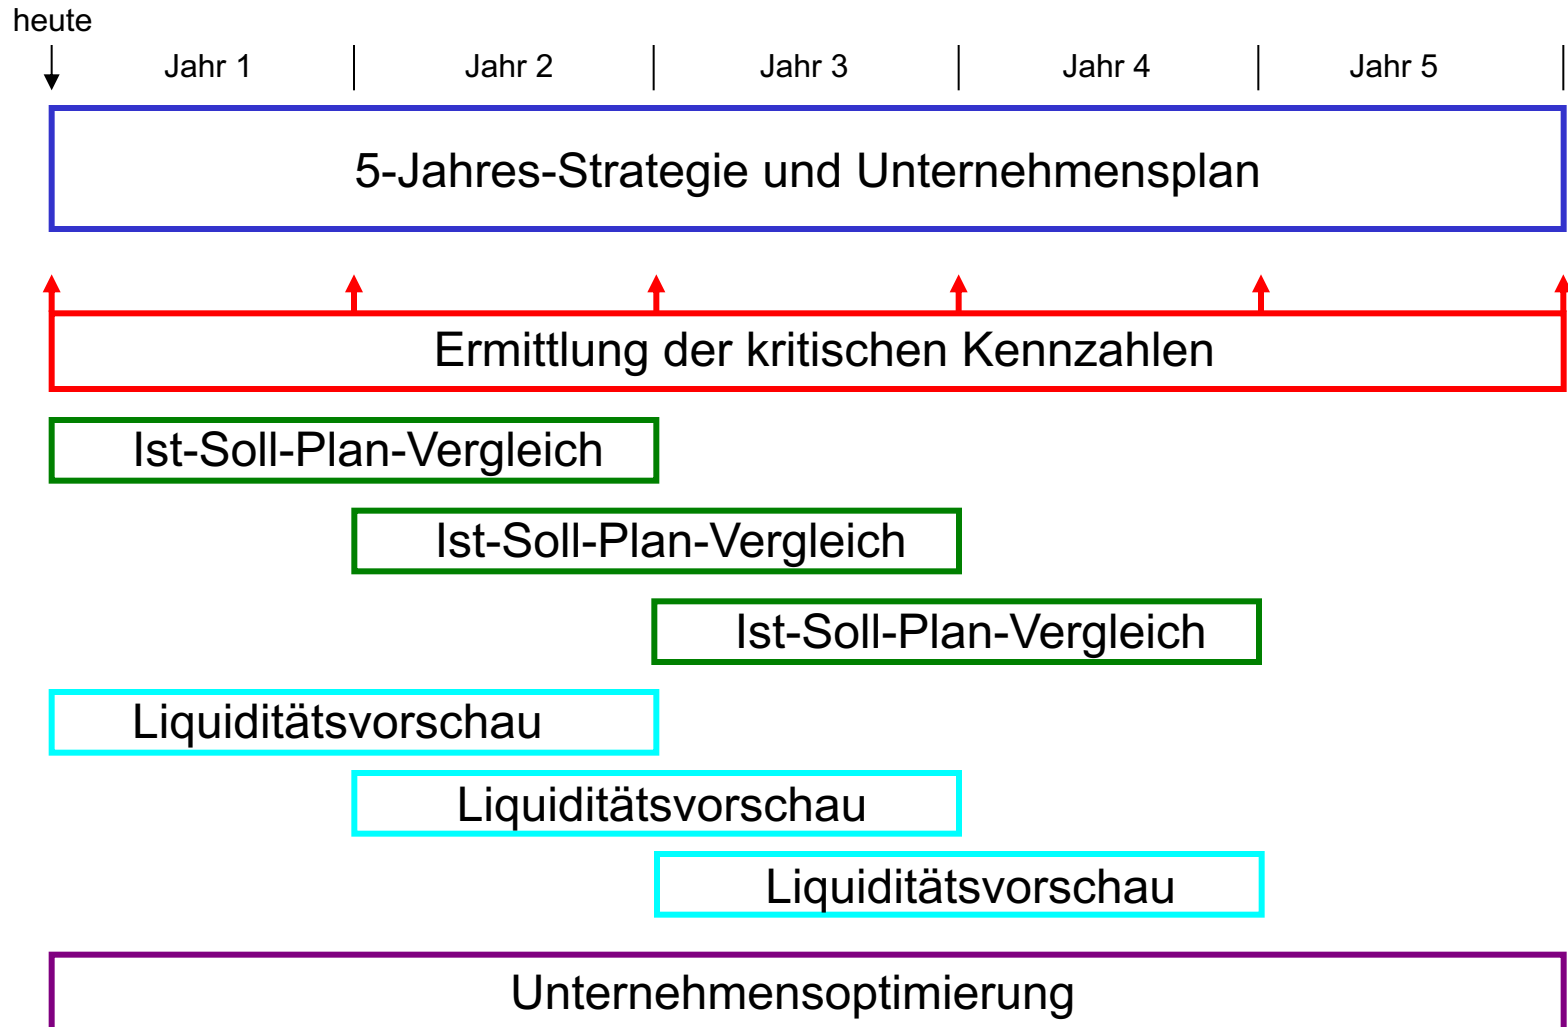 heute
Jahr 1
Jahr 2
Jahr 3
Jahr 4
Jahr 5
5-Jahres-Strategie und Unternehmensplan
Ermittlung der kritischen Kennzahlen
Ist-Soll-Plan-Vergleich
Ist-Soll-Plan-Vergleich
Ist-Soll-Plan-Vergleich
Liquiditätsvorschau
Liquiditätsvorschau
Liquiditätsvorschau
Unternehmensoptimierung